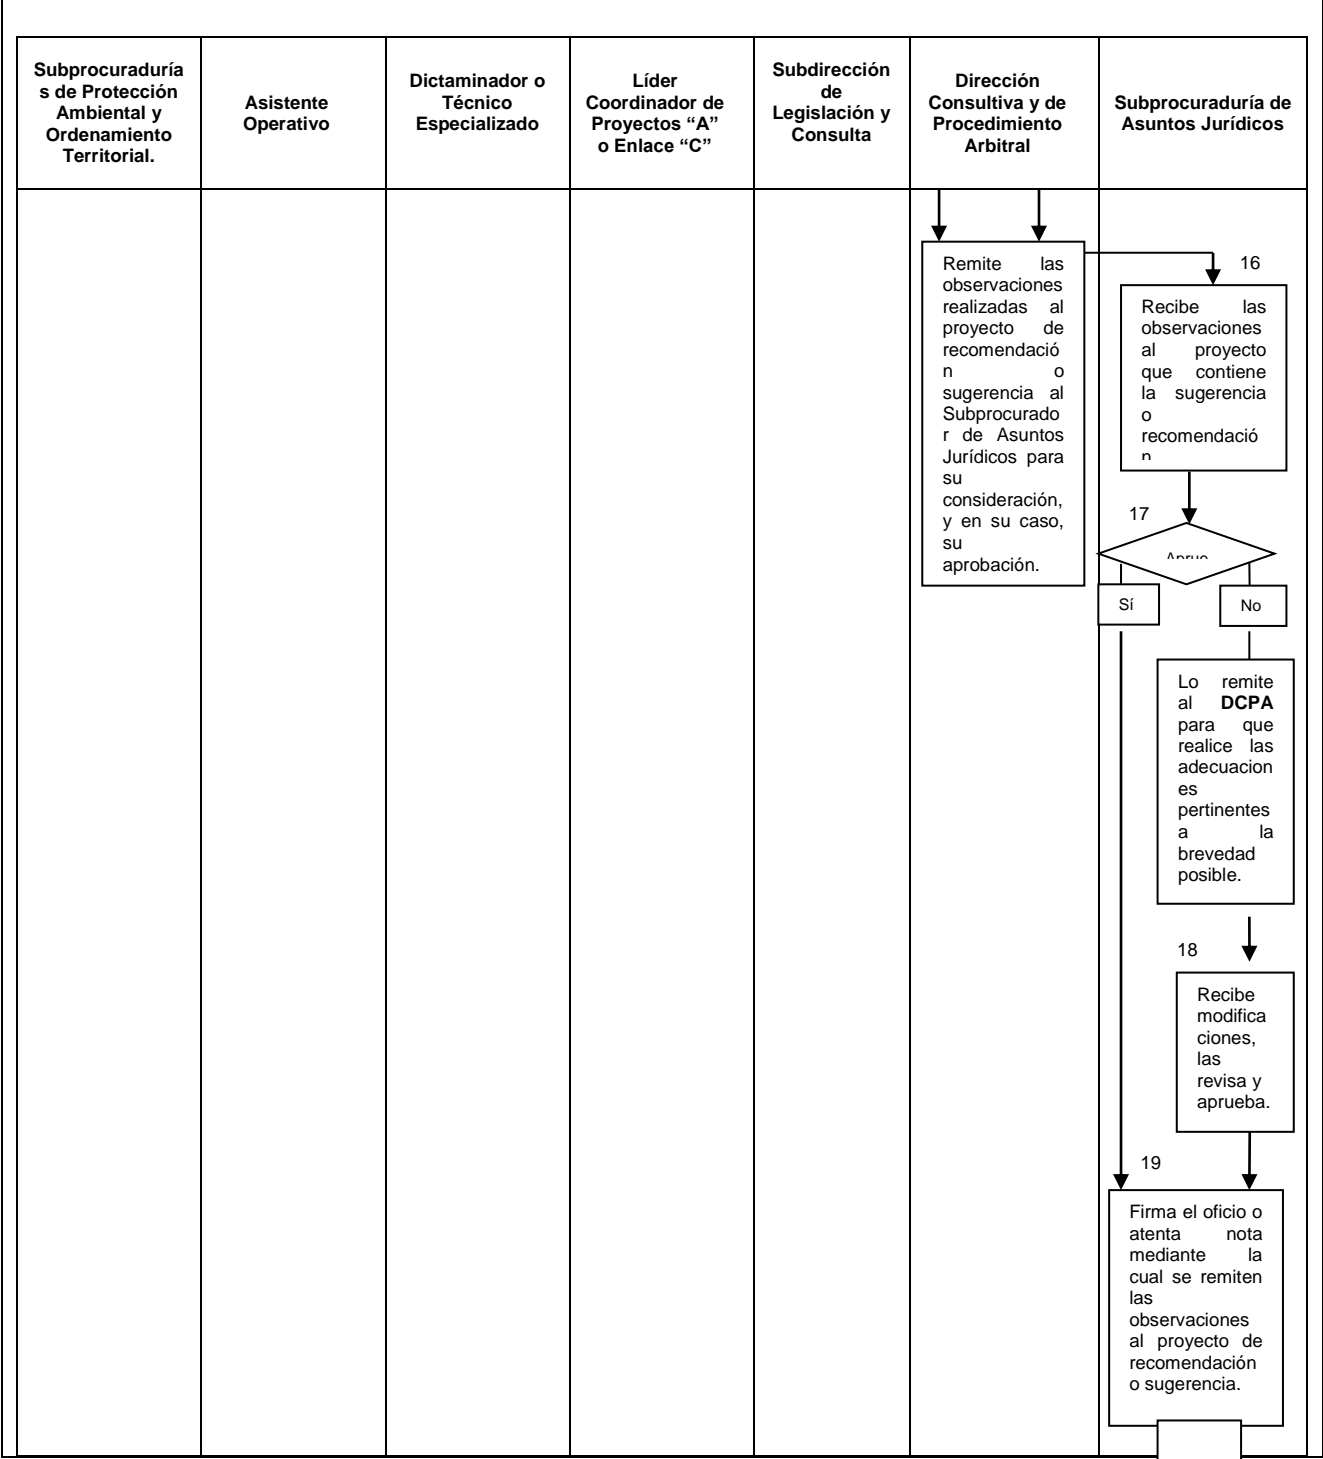 Subprocuraduría
s de Protección
Ambiental y
Ordenamiento
Territorial.
Asistente
Operativo
Dictaminador o
Técnico
Especializado
Líder
Coordinador de
Proyectos “A”
o Enlace “C”
Subdirección
de
Legislación y
Consulta
Dirección
Consultiva y de
Procedimiento
Arbitral
Subprocuraduría de
Asuntos Jurídicos
Remite las
observaciones
realizadas al
proyecto de
recomendació
n o
sugerencia al
Subprocurado
r de Asuntos
Jurídicos para
su
consideración,
y en su caso,
su
aprobación.
16
Recibe las
observaciones
al proyecto
que contiene
la sugerencia
o
recomendació
n
17
Aprue
Sí
No
Lo remite
al DCPA
para que
realice las
adecuacion
es
pertinentes
a la
brevedad
posible.
18
Recibe
modifica
ciones,
las
revisa y
aprueba.
19
Firma el oficio o
atenta nota
mediante la
cual se remiten
las
observaciones
al proyecto de
recomendación
o sugerencia.